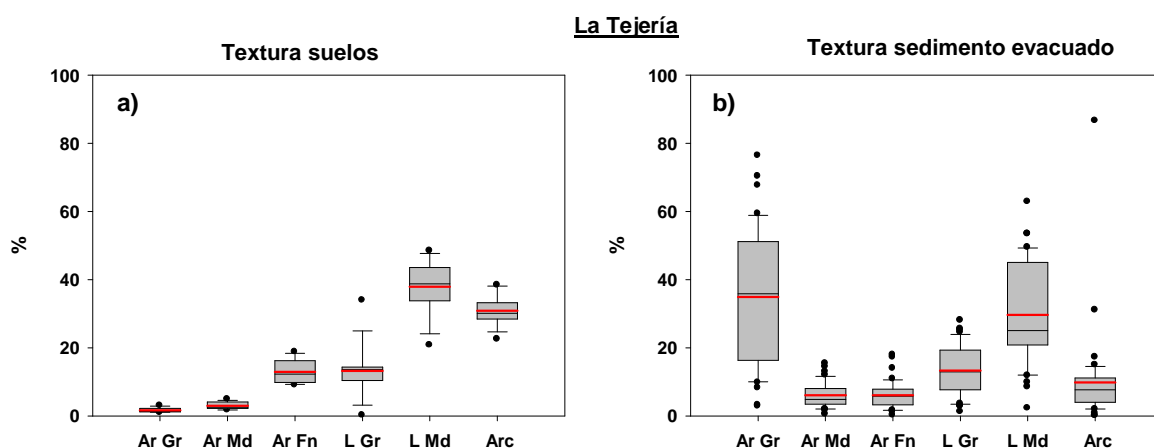 La Tejería
Textura suelos
Textura sedimento evacuado
a)
100
80
60
40
20
0
%
Ar Gr Ar Md Ar Fn L Gr L Md Arc
b)
100
80
60
40
20
0
%
Ar Gr Ar Md Ar Fn L Gr L Md Arc